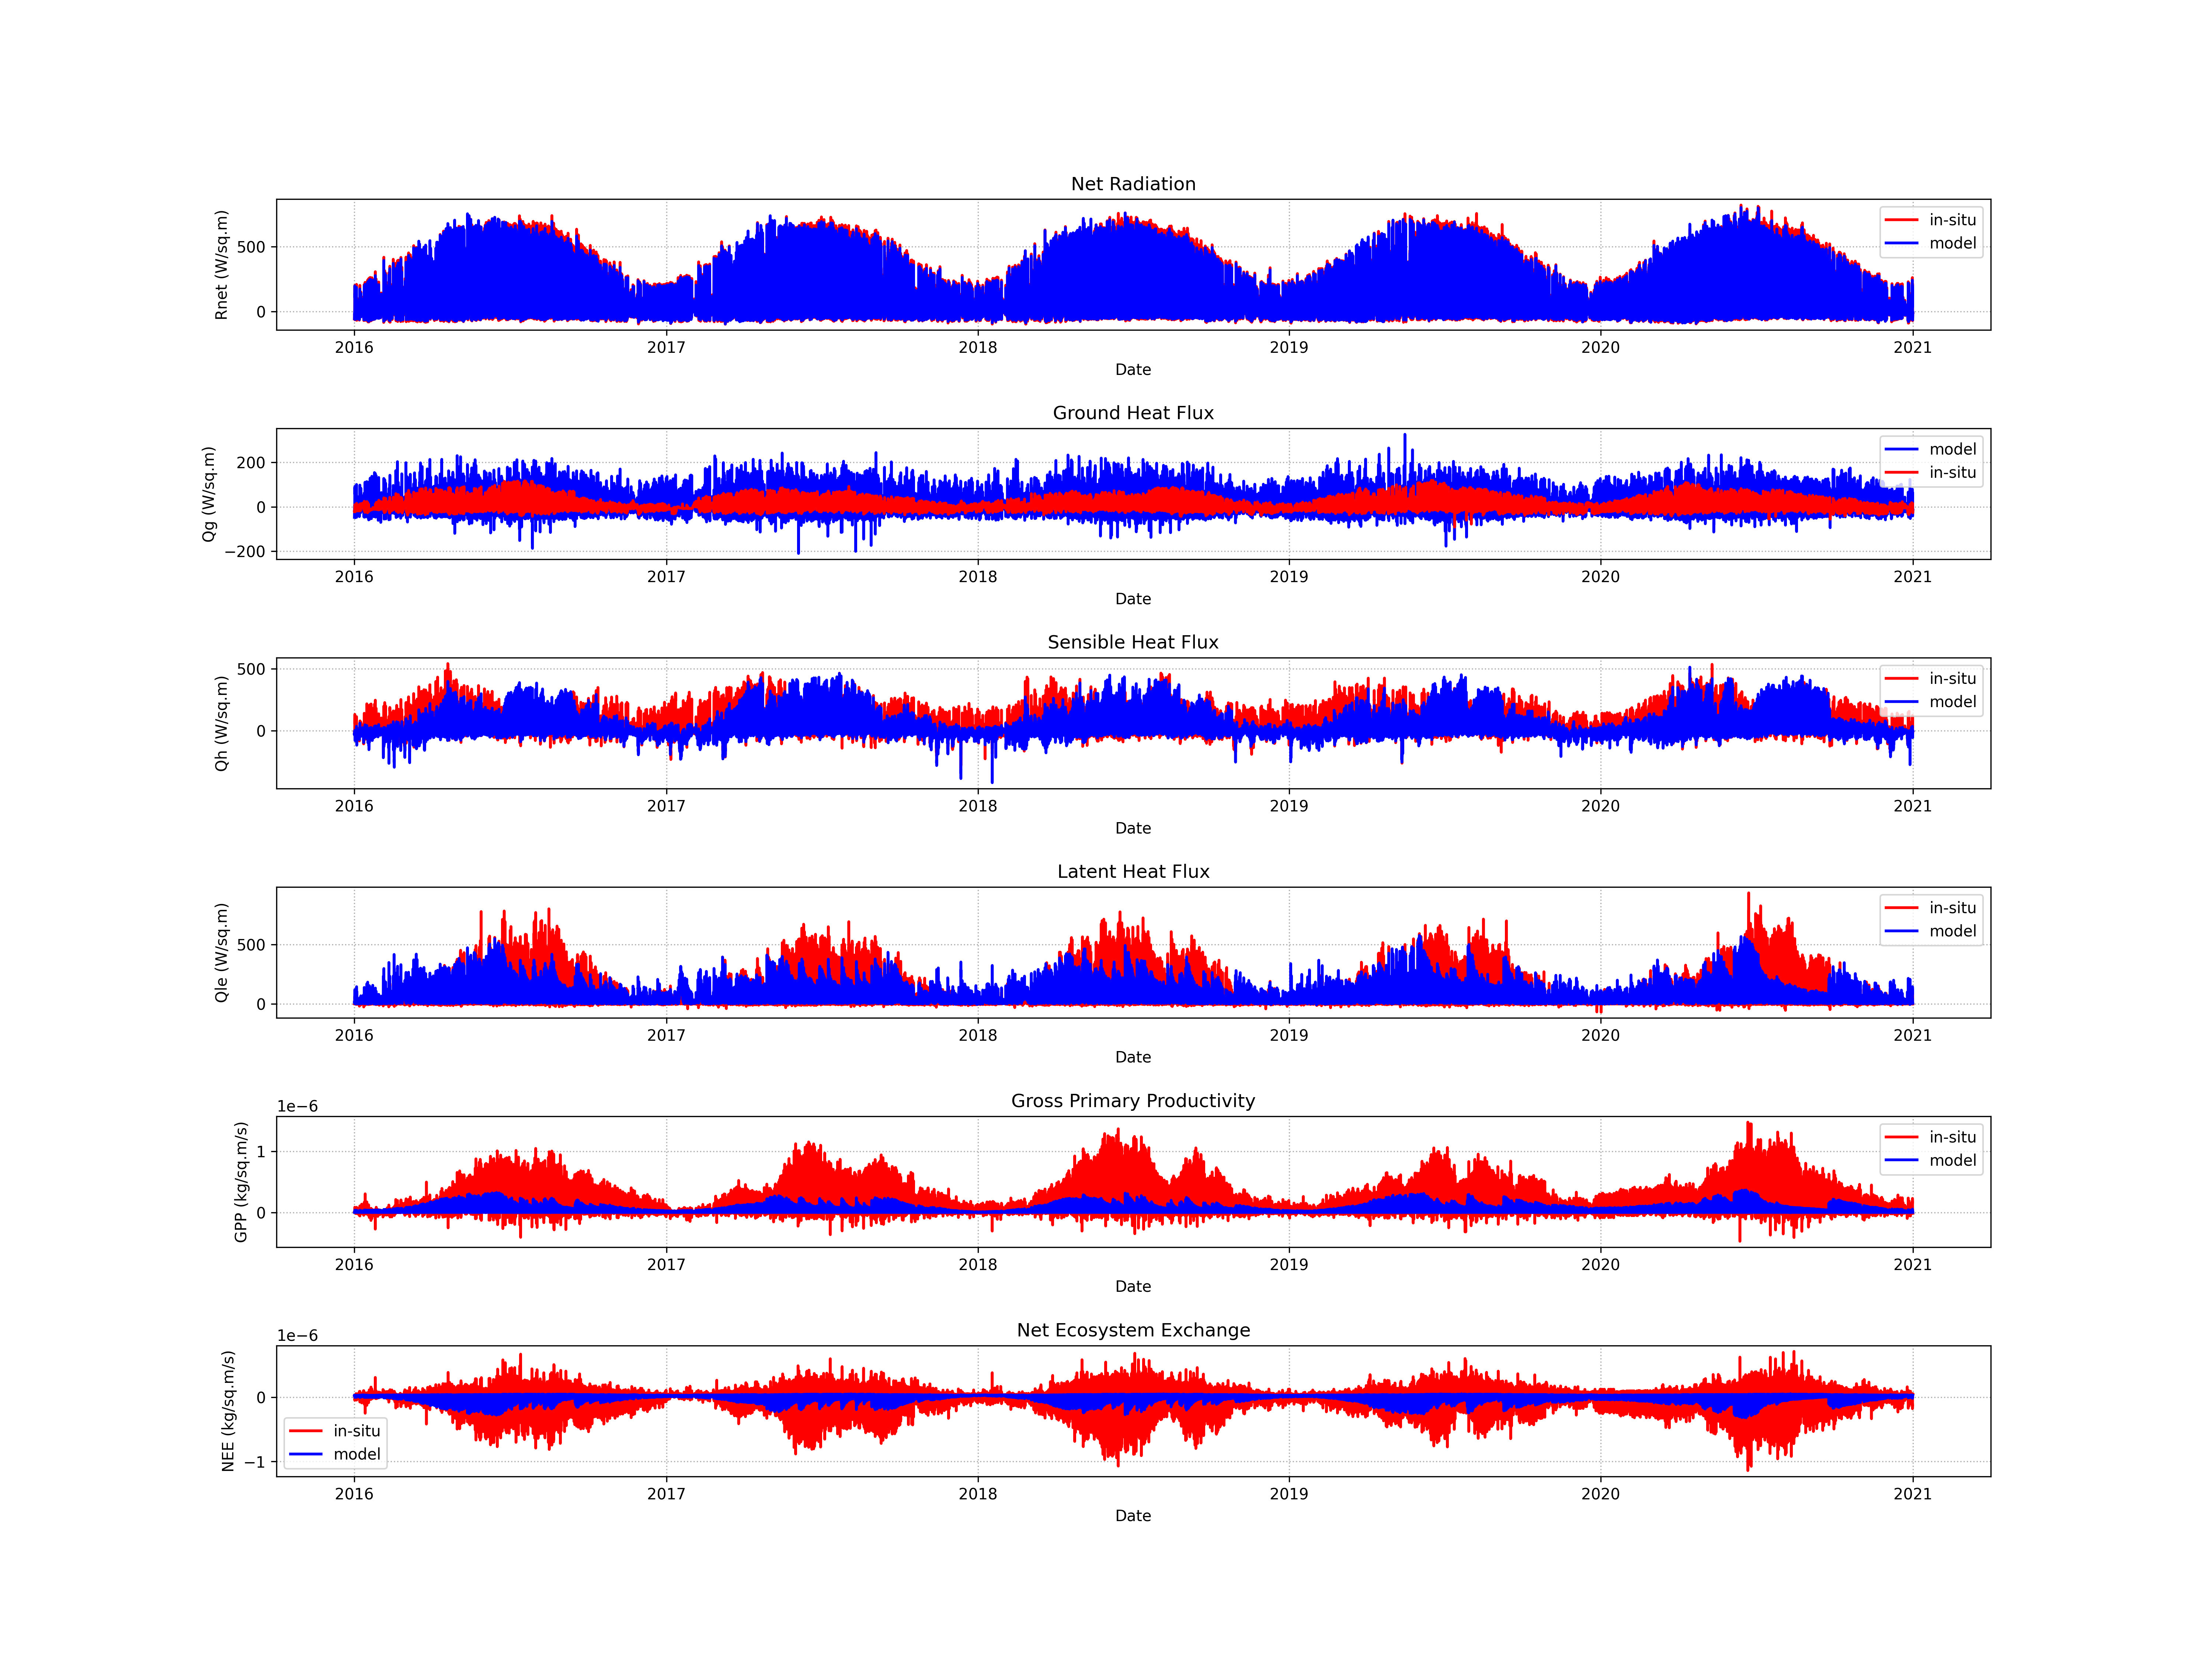 Net Radiation
Rnet (W/sq.m)
500
0
in-situ
model
2016 2017 2018 2019 2020 2021
Date
Ground Heat Flux
Qg (W/sq.m)
200
0
−200
model
in-situ
2016 2017 2018 2019 2020 2021
Date
Sensible Heat Flux
Qh (W/sq.m)
500
0
in-situ
model
2016 2017 2018 2019 2020 2021
Date
Latent Heat Flux
Qle (W/sq.m)
500
0
in-situ
model
2016 2017 2018 2019 2020 2021
Date
1e−6
Gross Primary Productivity
GPP (kg/sq.m/s)
1
0
in-situ
model
2016 2017 2018 2019 2020 2021
Date
1e−6
Net Ecosystem Exchange
NEE (kg/sq.m/s)
0
−1
in-situ
model
2016 2017 2018 2019 2020 2021
Date